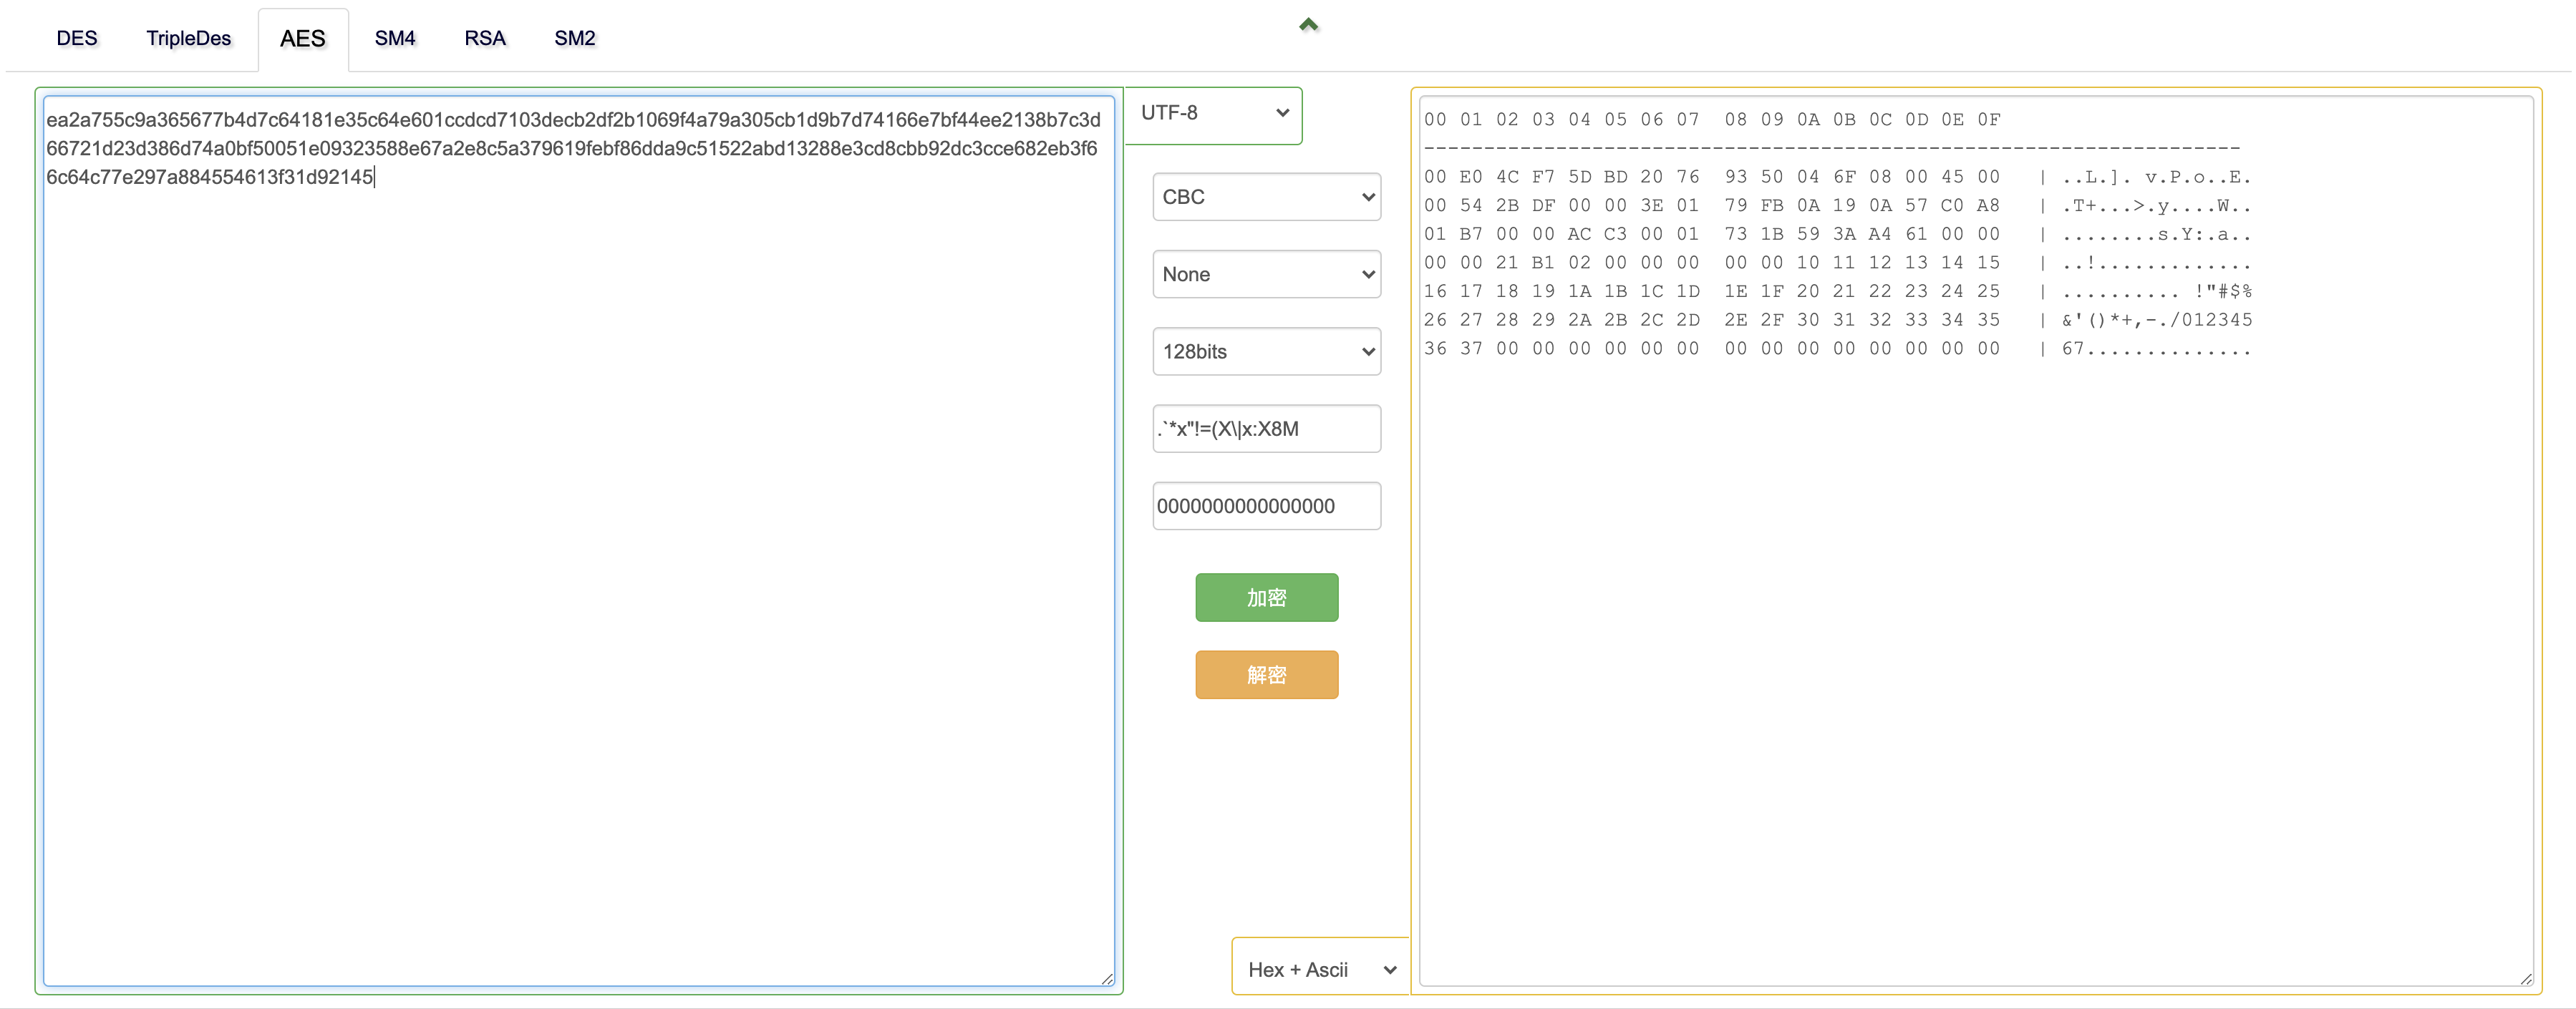 DES TripleDes AES SM4 RSA SM2
ea2a755c9a365677b4d7c64181e35c64e601ccdcd7103decb2df2b1069f4a79a305cb1d9b7d74166e7bf44ee2138b7c3d
66721d23d386d74a0bf50051e09323588e67a2e8c5a379619febf86dda9c51522abd13288e3cd8cbb92dc3cce682eb3f6
6c64c77e297a884554613f31d92145
UTF-8
CBC
None
128bits
.`*x"!=(X\|x:X8M
0000000000000000
加密
解密
Hex + Ascii
00 01 02 03 04 05 06 07  08 09 0A 0B 0C 0D 0E 0F
--------------------------------------------------------------------
00 E0 4C F7 5D BD 20 76  93 50 04 6F 08 00 45 00  | ..L.]. v.P.o..E.
00 54 2B DF 00 00 3E 01  79 FB 0A 19 0A 57 C0 A8  | .T+...>.y....W..
01 B7 00 00 AC C3 00 01  73 1B 59 3A A4 61 00 00  | ........s.Y:.a..
00 00 21 B1 02 00 00 00  00 00 10 11 12 13 14 15  | ..!.............
16 17 18 19 1A 1B 1C 1D  1E 1F 20 21 22 23 24 25  | .......... !"#$%
26 27 28 29 2A 2B 2C 2D  2E 2F 30 31 32 33 34 35  | &'()*+,-./012345
36 37 00 00 00 00 00 00  00 00 00 00 00 00 00 00  | 67..............